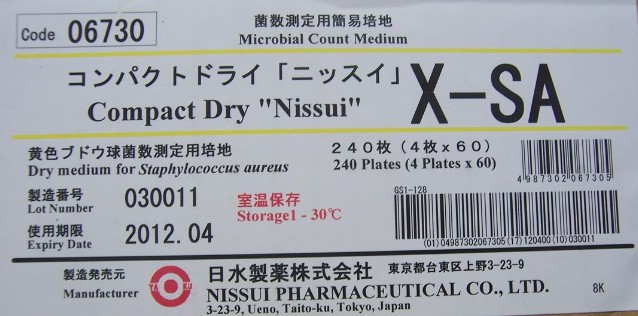 Code 06730
菌数測定用簡易培地
Microbial Count Medium
コンパクトドライ「ニッスイ」
Compact Dry "Nissui"
X-SA
黄色ブドウ球菌数測定用培地
Dry medium for Staphylococcus aureus
240枚(4枚x60)
240 Plates (4 Plates x 60)
4987302067305
製造番号
Lot Number
030011
室温保存
Storage1 - 30℃
使用期限
Expiry Date
2012.04
GS1-128
(01)04987302067305(17)120400(10)030011
製造発売元
Manufacturer
日水製薬株式会社 東京都台東区上野3-23-9
NISSUI PHARMACEUTICAL CO., LTD.
3-23-9, Ueno, Taito-ku, Tokyo, Japan
8K